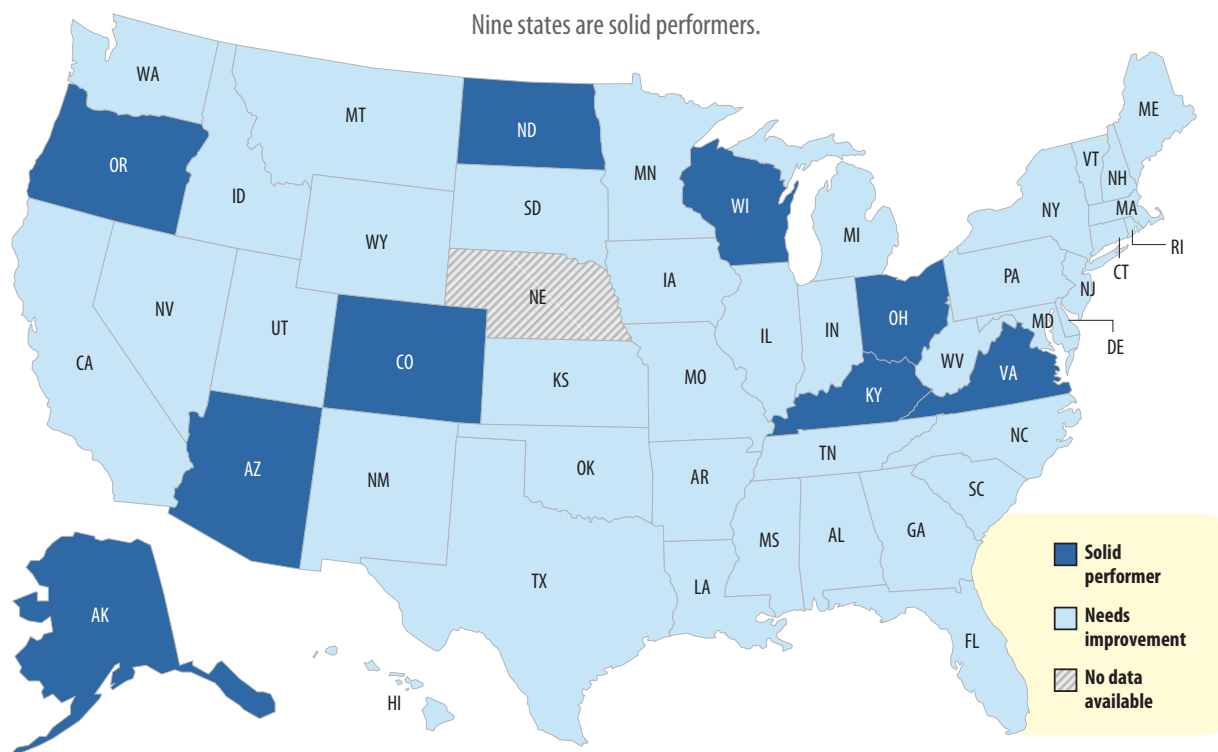 Nine states are solid performers.
WA
MT
ND
ME
OR
ID
MN
VT
NH
SD
WI
NY
MA
WY
MI
RI
CT
PA
IA
NE
NJ
NV
OH
MD
UT
IL
IN
DE
CA
CO
WV
VA
KS
MO
KY
NC
TN
AZ
OK
NM
AR
SC
MS
AL
GA
TX
LA
AK
FL
HI
Solid
performer
Needs
improvement
No data
available